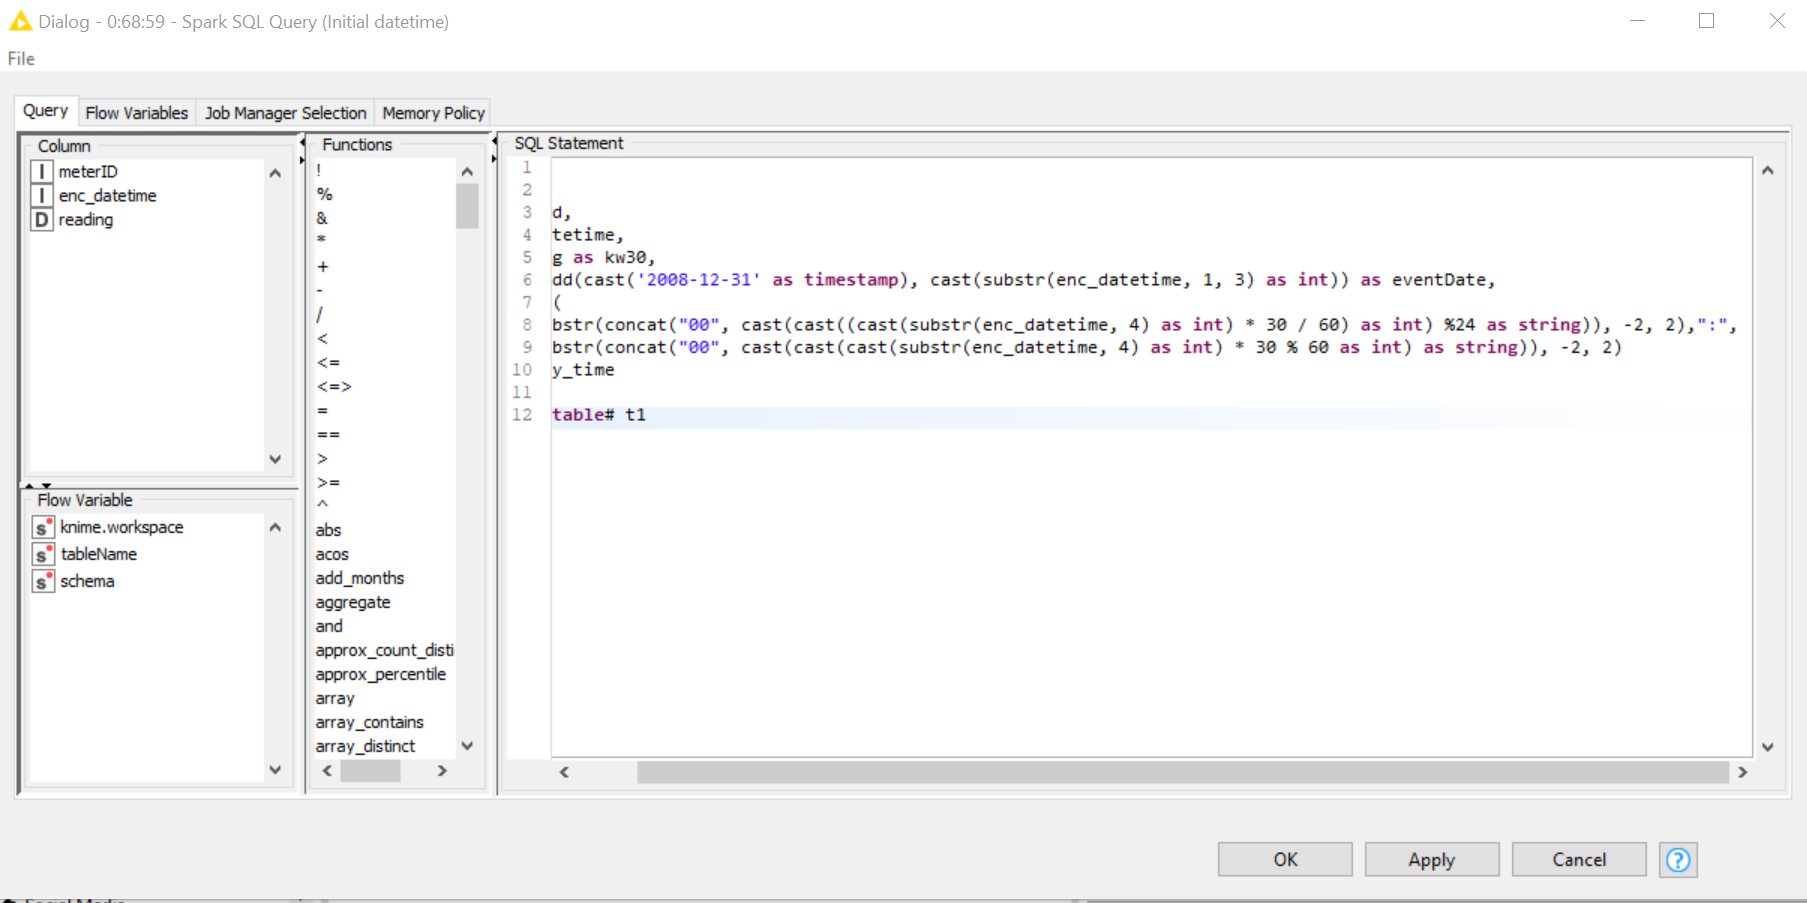 Dialog - 0:68:59 - Spark SQL Query (Initial datetime)
File
Query Flow Variables Job Manager Selection Memory Policy
Column
I meterID
I enc_datetime
D reading
Flow Variable
s knime.workspace
s tableName
s schema
Functions
!
%
&
*
+
-
/
<
<=
<=>
=
==
>
>=
^
abs
acos
add_months
aggregate
and
approx_count_disti
approx_percentile
array
array_contains
array_distinct
SQL Statement
1
2
3 d,
4 tetime,
5 g as kw30,
6 dd(cast('2008-12-31' as timestamp), cast(substr(enc_datetime, 1, 3) as int)) as eventDate,
7 (
8 bstr(concat("00", cast(cast((cast(substr(enc_datetime, 4) as int) * 30 / 60) as int) %24 as string)), -2, 2),":",
9 bstr(concat("00", cast(cast(cast(substr(enc_datetime, 4) as int) * 30 % 60 as int) as string)), -2, 2)
10 y_time
11
12 table# t1
OK Apply Cancel ?